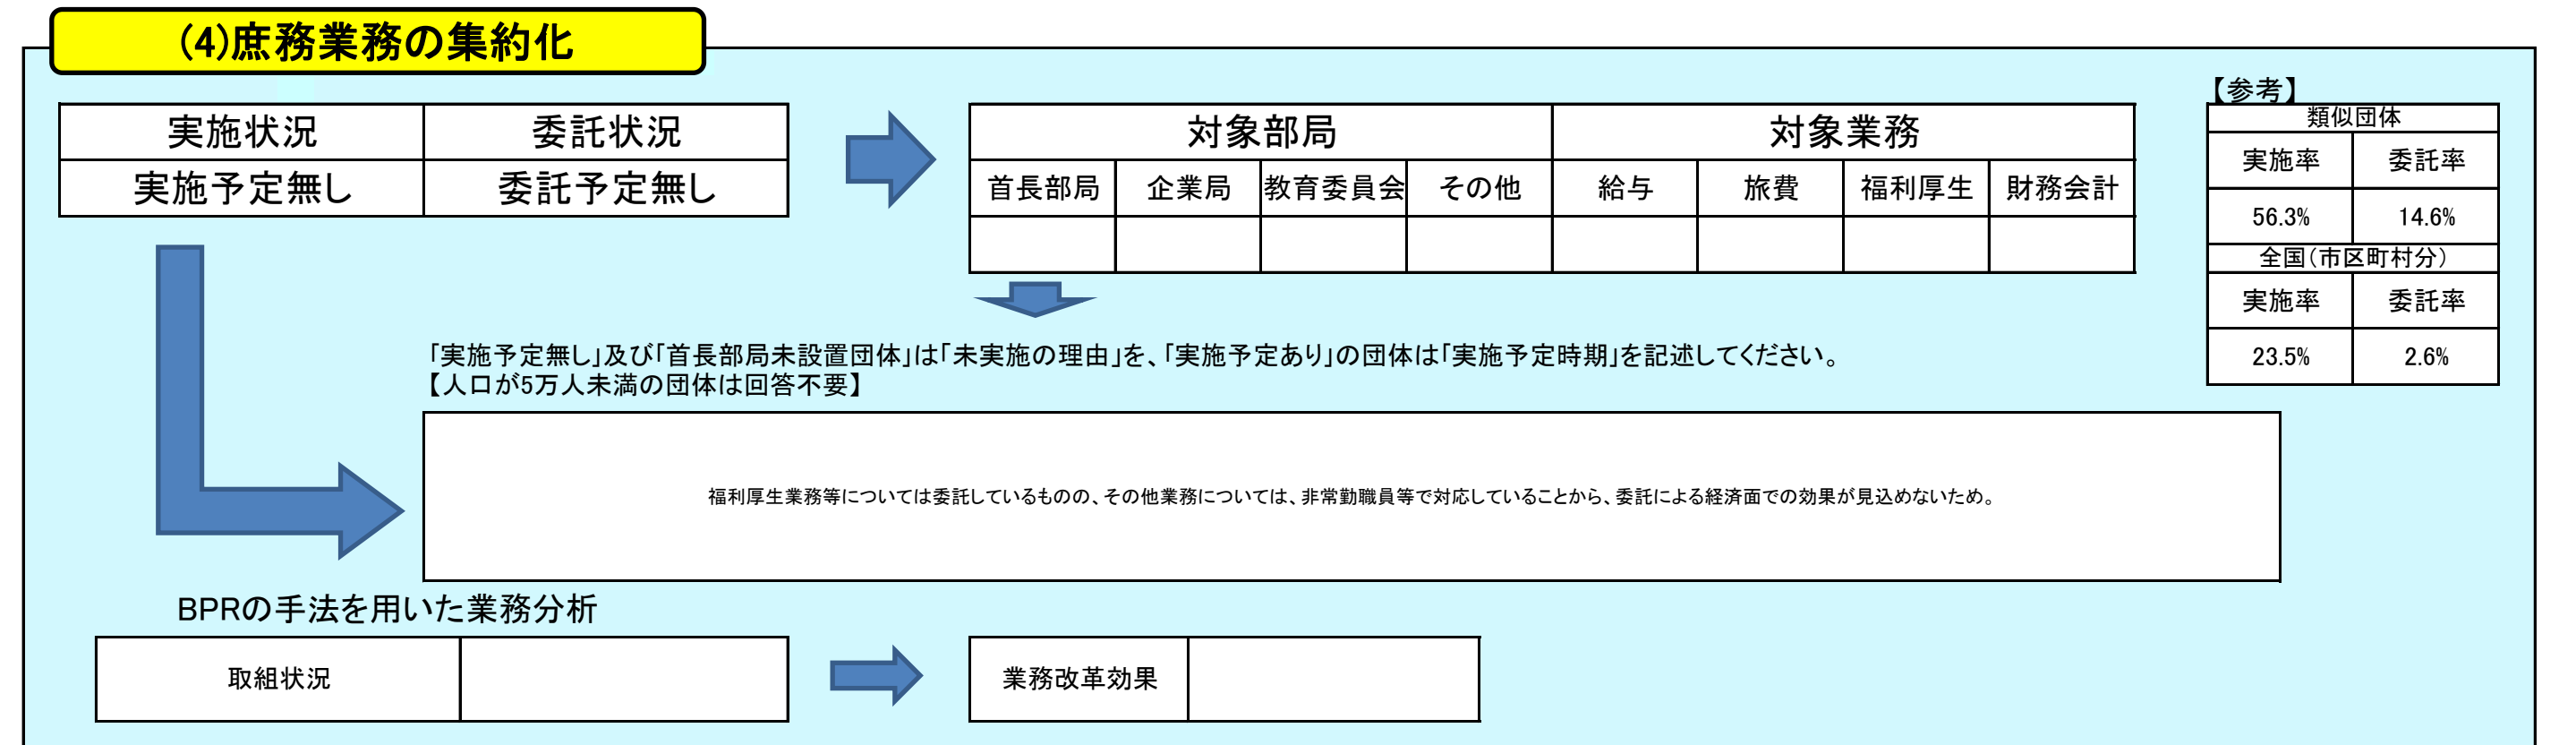 (4)庶務業務の集約化
【参考】
実施状況 委託状況
実施予定無し 委託予定無し
対象部局 対象業務
首長部局 企業局 教育委員会 その他 給与 旅費 福利厚生 財務会計
類似団体
実施率 委託率
56.3% 14.6%
全国(市区町村分)
実施率 委託率
23.5% 2.6%
「実施予定無し」及び「首長部局未設置団体」は「未実施の理由」を、「実施予定あり」の団体は「実施予定時期」を記述してください。
【人口が5万人未満の団体は回答不要】
福利厚生業務等については委託しているものの、その他業務については、非常勤職員等で対応していることから、委託による経済面での効果が見込めないため。
BPRの手法を用いた業務分析
取組状況
業務改革効果